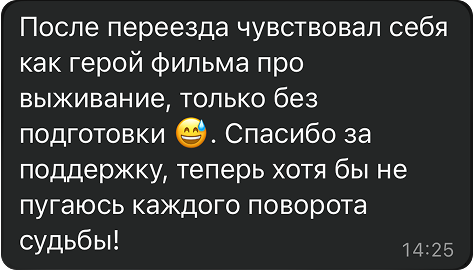 После переезда чувствовал себя
как герой фильма про
выживание, только без
подготовки 😅. Спасибо за
поддержку, теперь хотя бы не
пугаюсь каждого поворота
судьбы!
14:25